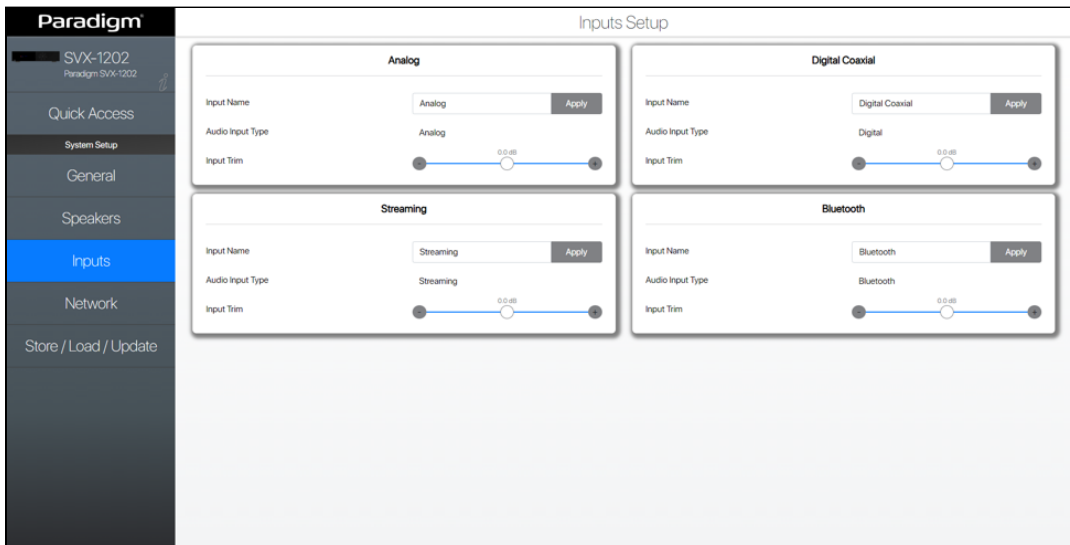 Paradigm®
Inputs Setup
SVX-1202
Paradigm SVX-1202
i
Quick Access
System Setup
General
Speakers
Inputs
Network
Store / Load / Update
Analog
Input Name
Analog
Apply
Audio Input Type
Analog
Input Trim
0.0 dB
-
+
Digital Coaxial
Input Name
Digital Coaxial
Apply
Audio Input Type
Digital
Input Trim
0.0 dB
-
+
Streaming
Input Name
Streaming
Apply
Audio Input Type
Streaming
Input Trim
0.0 dB
-
+
Bluetooth
Input Name
Bluetooth
Apply
Audio Input Type
Bluetooth
Input Trim
0.0 dB
-
+